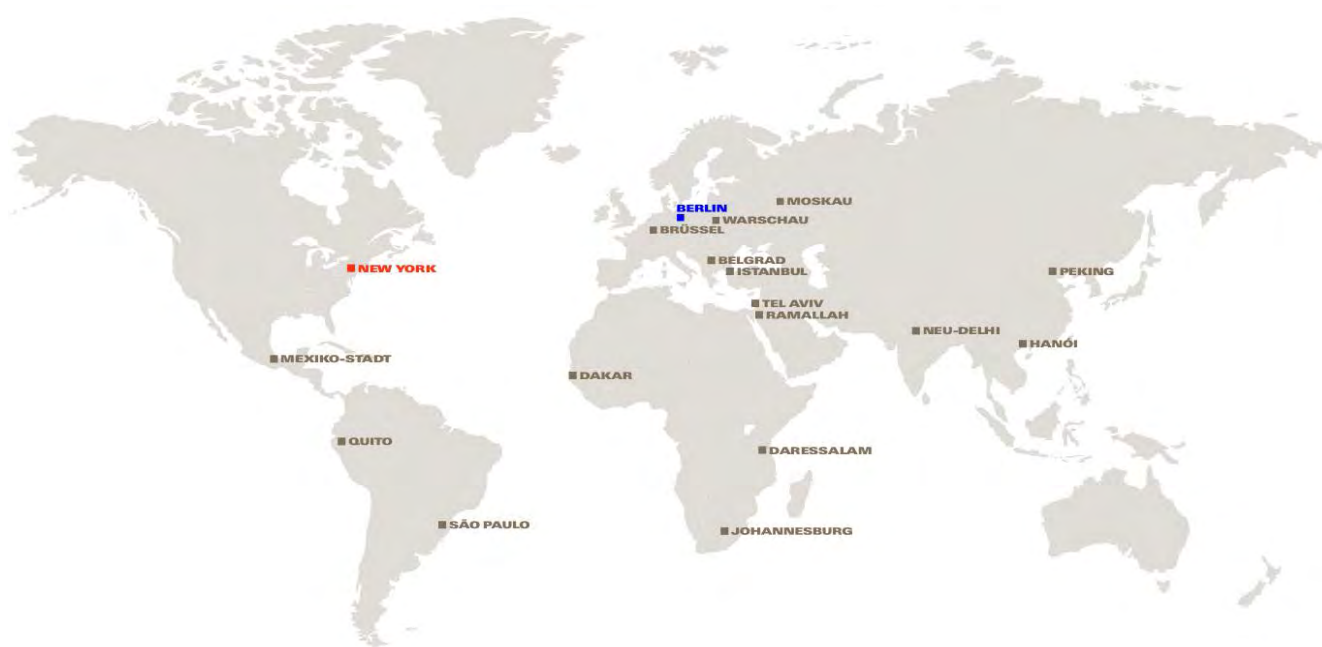 MOSKAU
BERLIN
WARSCHAU
BRÜSSEL
BELGRAD
NEW YORK
ISTANBUL
PEKING
TEL AVIV
RAMALLAH
NEU-DELHI
HANÓI
MEXIKO-STADT
DAKAR
QUITO
DARESSALAM
SÃO PAULO
JOHANNESBURG